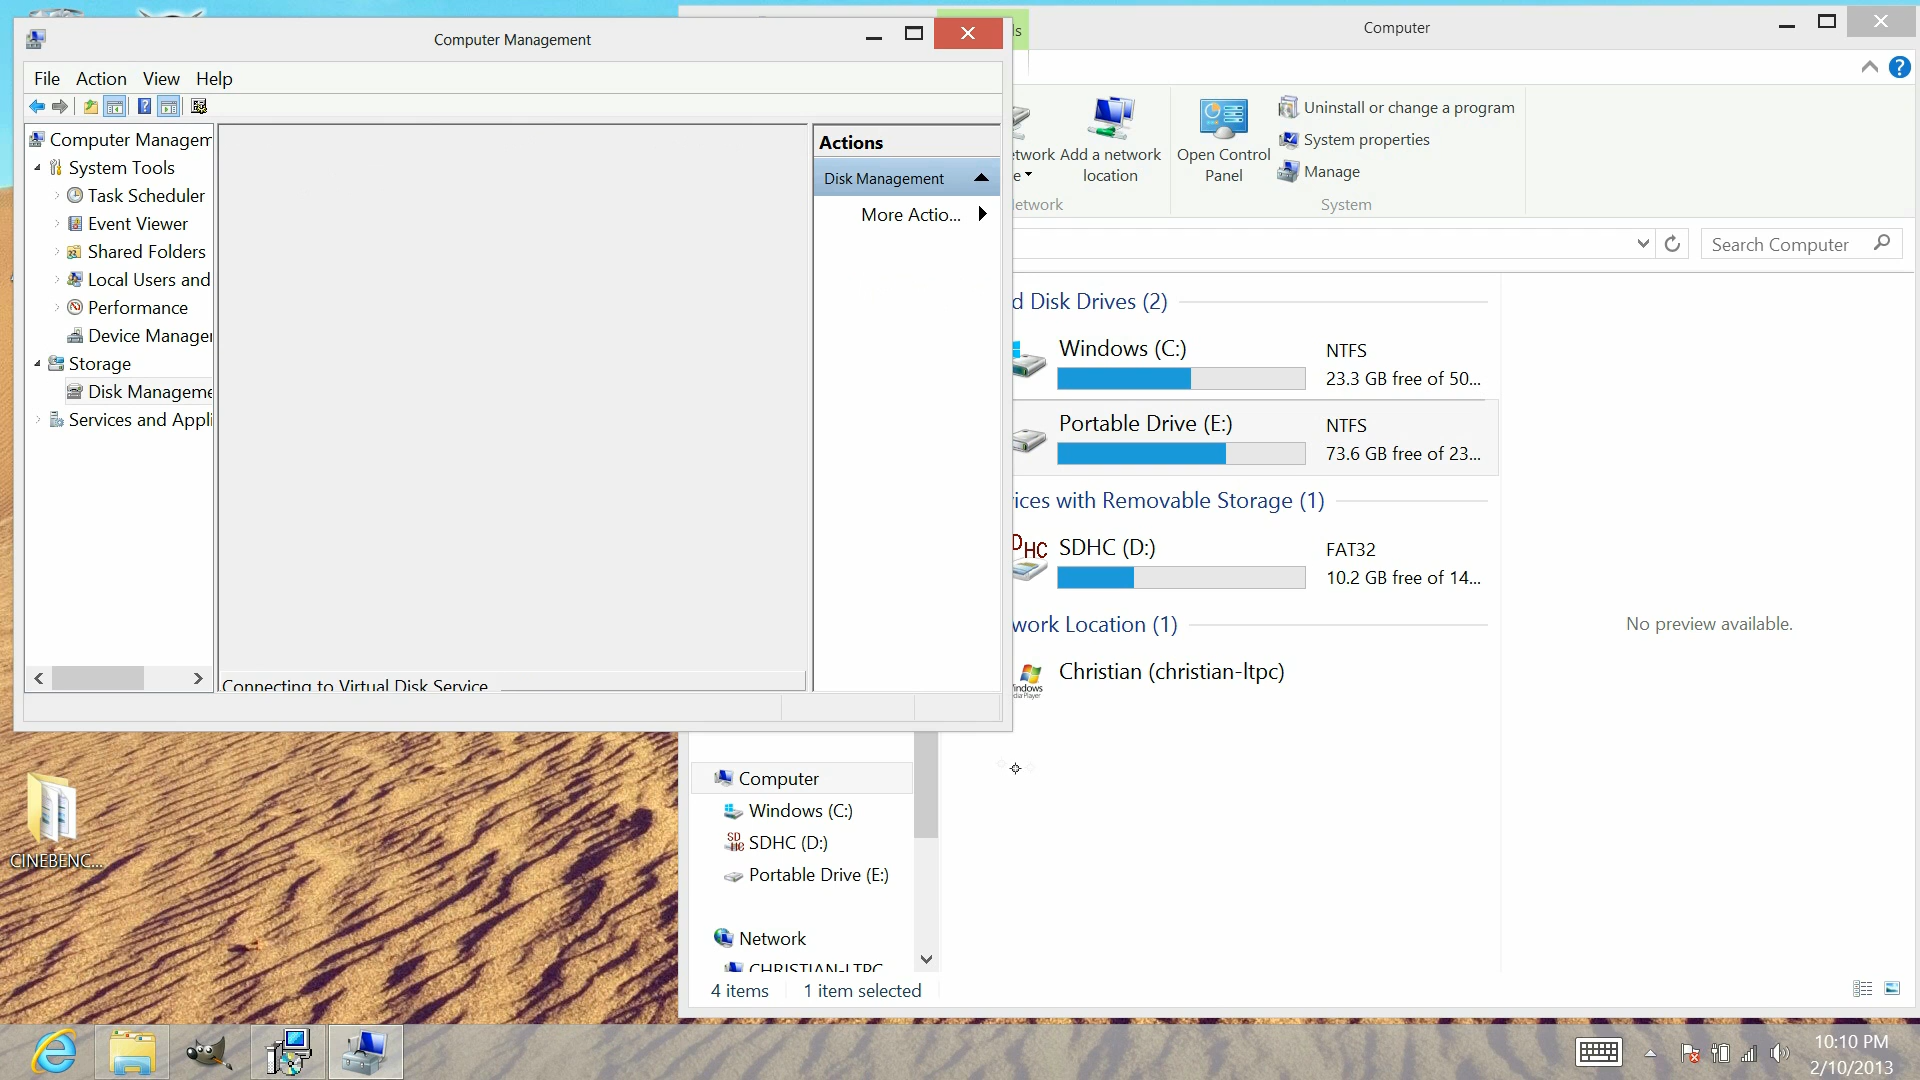 Computer Management
File Action View Help
Computer Managem
System Tools
Task Scheduler
Event Viewer
Shared Folders
Local Users and
Performance
Device Manager
Storage
Disk Manageme
Services and Appli
Connecting to Virtual Disk Service
Actions
Disk Management
More Actio...
Computer
ls
etwork
e
Add a network
location
Network
Open Control
Panel
Uninstall or change a program
System properties
Manage
System
Search Computer
d Disk Drives (2)
Windows (C:)
NTFS
23.3 GB free of 50...
Portable Drive (E:)
NTFS
73.6 GB free of 23...
ices with Removable Storage (1)
DHC
SDHC (D:)
FAT32
10.2 GB free of 14...
work Location (1)
Christian (christian-ltpc)
No preview available.
Computer
Windows (C:)
SDHC (D:)
Portable Drive (E:)
Network
CHRISTIAN-LTPC
4 items 1 item selected
CINEBENC...
10:10 PM
2/10/2013